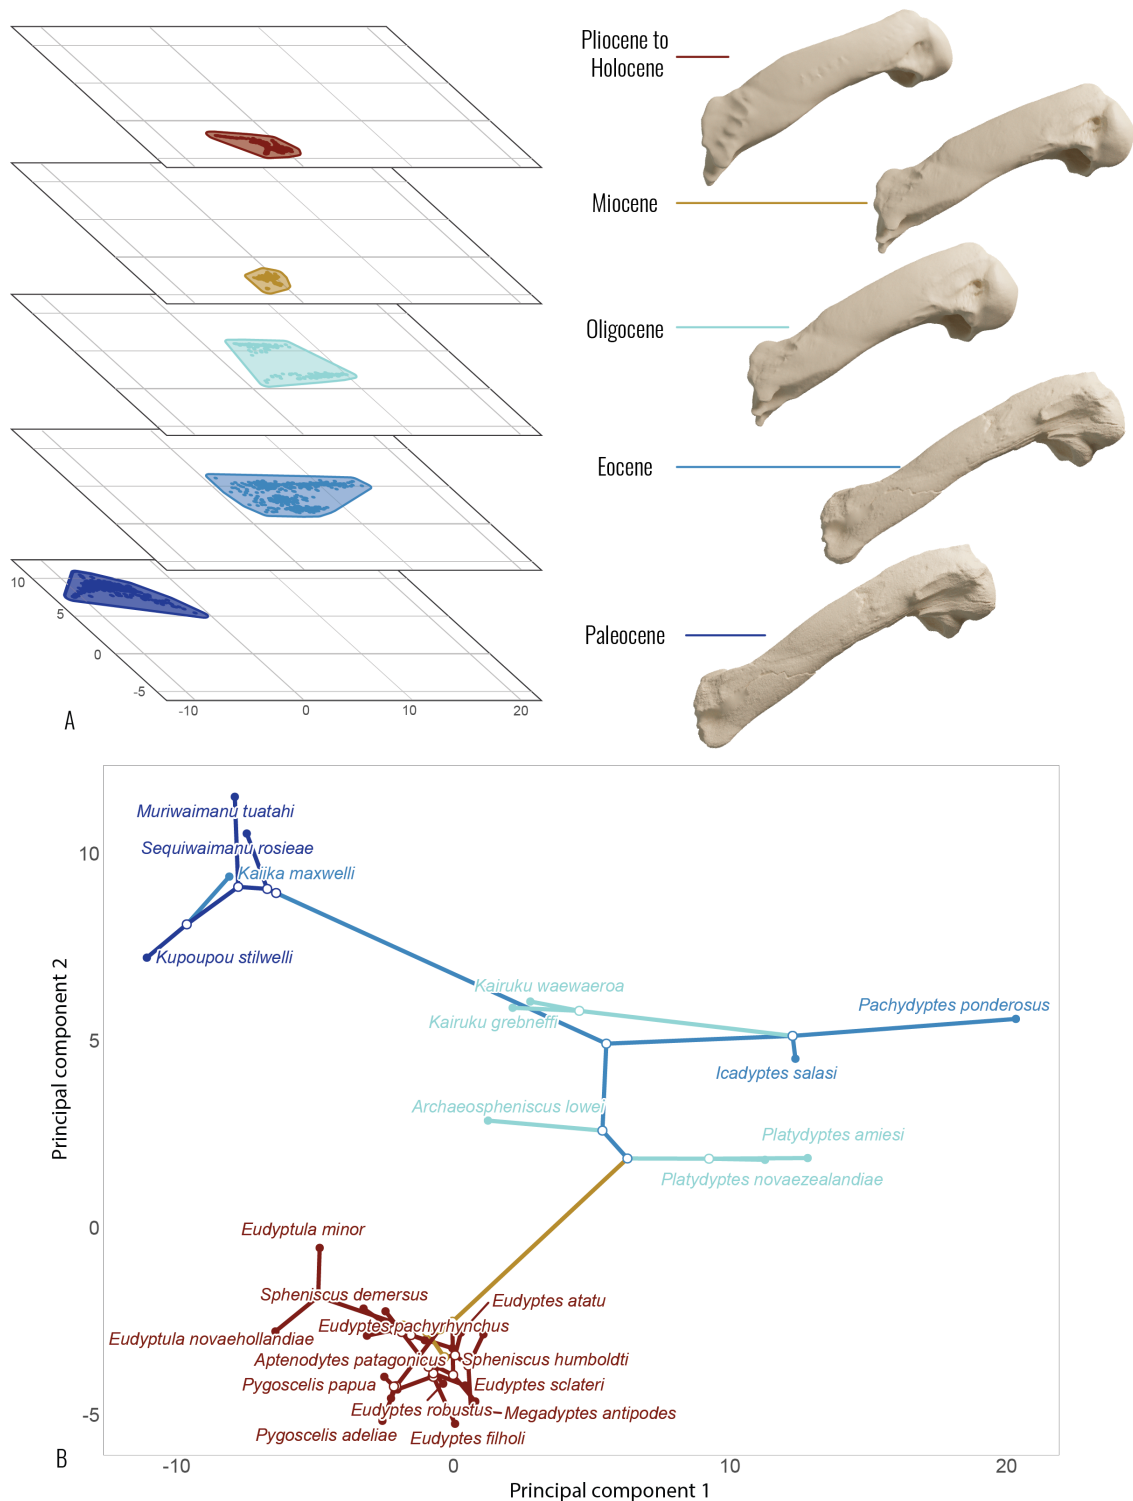 Pliocene to
Holocene
Miocene
Oligocene
Eocene
Paleocene
10
5
0
-5
-10
0
10
20
A
Muriwaimanu tuatahi
Sequiwaimanu rosieae
Kaiika maxwelli
Kupoupou stilwelli
Kairuku waewaeroa
Kairuku grebneffi
Pachydyptes ponderosus
Icadyptes salasi
Archaeospheniscus lowei
Platydyptes amiesi
Platydyptes novaezealandiae
Eudyptula minor
Spheniscus demersus
Eudyptes atatu
Eudyptes pachyrhynchus
Eudyptula novaehollandiae
Aptenodytes patagonicus
Spheniscus humboldti
Pygoscelis papua
Eudyptes sclateri
Eudyptes robustus
Megadyptes antipodes
Pygoscelis adeliae
Eudyptes filholi
10
5
0
-5
Principal component 2
-10
0
10
20
Principal component 1
B